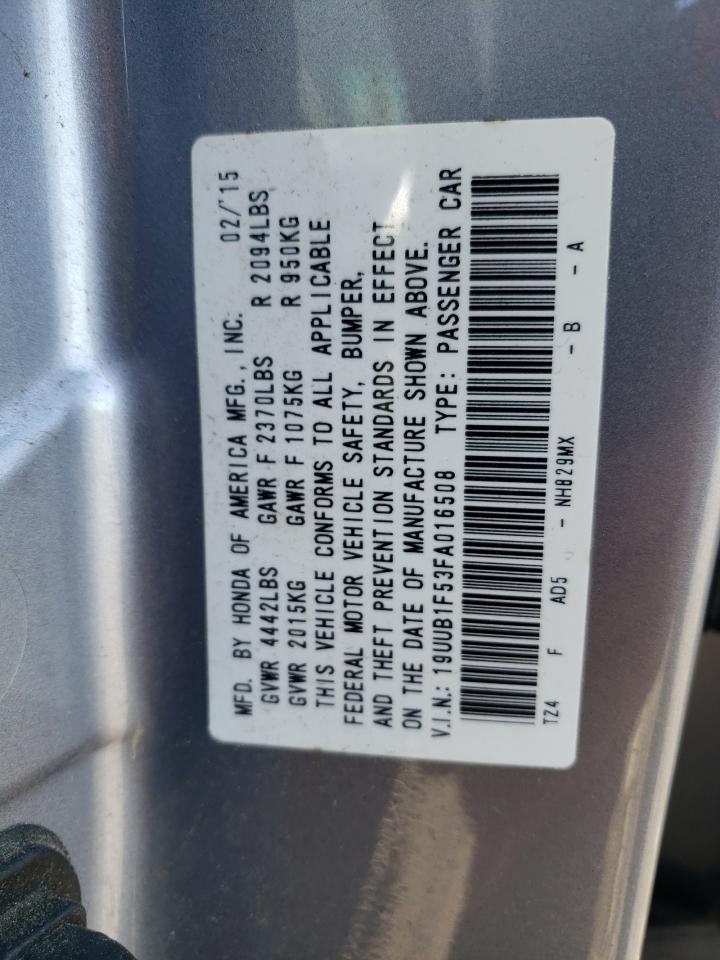 MFD. BY HONDA OF AMERICA MFG., INC. 02/'15
GVWR 4442LBS GAWR F 2370LBS R 2094LBS
GVWR 2015KG GAWR F 1075KG R 950KG
THIS VEHICLE CONFORMS TO ALL APPLICABLE
FEDERAL MOTOR VEHICLE SAFETY, BUMPER,
AND THEFT PREVENTION STANDARDS IN EFFECT
ON THE DATE OF MANUFACTURE SHOWN ABOVE.
V.I.N.: 19UUB1F53FA016508 TYPE: PASSENGER CAR
TZ4 F AD5 - NH829MX - B - A